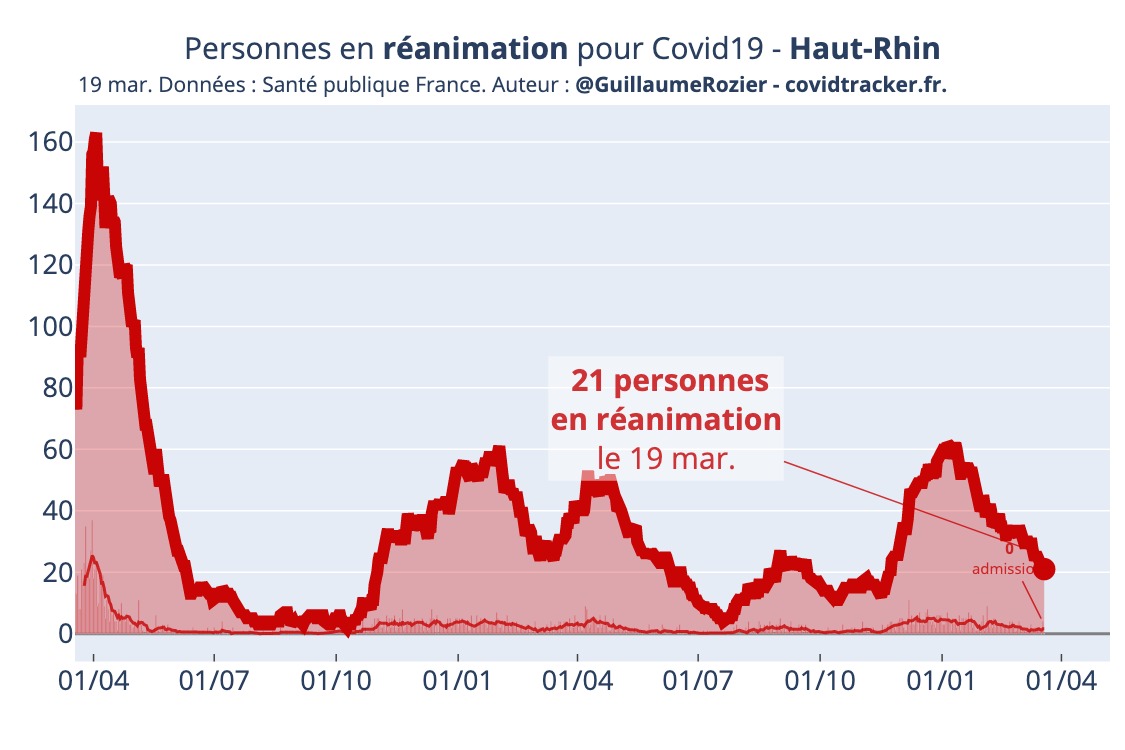 Personnes en réanimation pour Covid19 - Haut-Rhin
19 mar. Données : Santé publique France. Auteur : @GuillaumeRozier - covidtracker.fr.
160
140
120
100
80
60
40
20
0
21 personnes
en réanimation
le 19 mar.
0
admissio
01/04 01/07 01/10 01/01 01/04 01/07 01/10 01/01 01/04